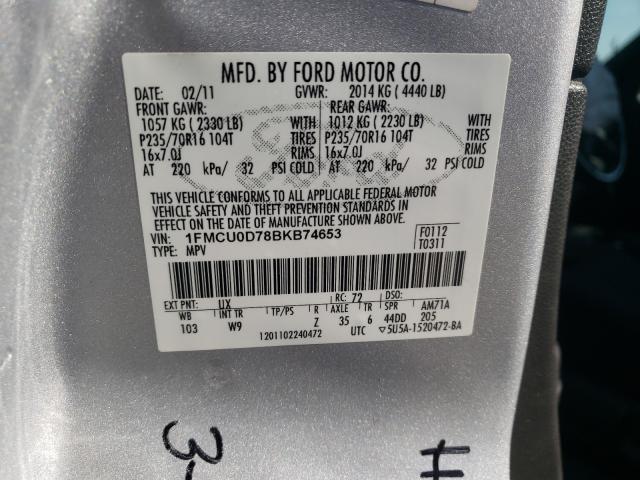 MFD. BY FORD MOTOR CO.
DATE: 02/11 GVWR: 2014 KG ( 4440 LB)
FRONT GAWR: REAR GAWR:
1057 KG ( 2330 LB) WITH 1012 KG ( 2230 LB) WITH
P235/70R16 104T TIRES P235/70R16 104T TIRES
16x7.0J RIMS 16x7.0J RIMS
AT 220 kPa/ 32 PSI COLD AT 220 kPa/ 32 PSI COLD
THIS VEHICLE CONFORMS TO ALL APPLICABLE FEDERAL MOTOR
VEHICLE SAFETY AND THEFT PREVENTION STANDARDS IN
EFFECT ON THE DATE OF MANUFACTURE SHOWN ABOVE.
VIN: 1FMCU0D78BKB74653 F0112
TYPE: MPV T0311
EXT PNT: UX RC: 72 DSO:
WB INT TR TP/PS R AXLE TR SPR AM71A
103 W9 Z 35 6 44DD 205
1201102240472 UTC ▽5U5A-1520472-BA
3-
H